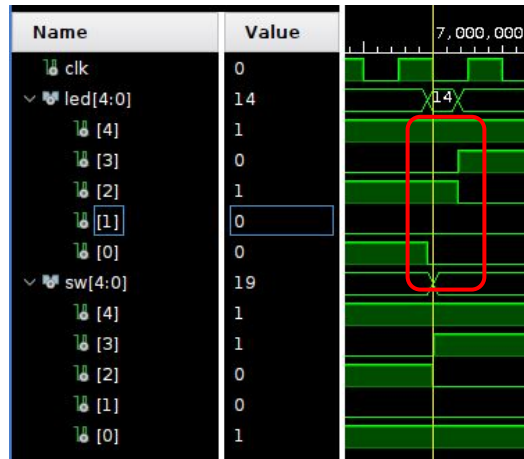 Name Value 7,000,000
clk 0
led[4:0] 14 14
[4] 1
[3] 0
[2] 1
[1] 0
[0] 0
sw[4:0] 19
[4] 1
[3] 1
[2] 0
[1] 0
[0] 1